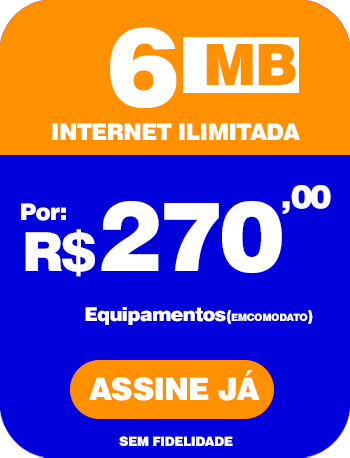 6 MB
INTERNET ILIMITADA
Por:
R$270,00
Equipamentos(EMCOMODATO)
ASSINE JÁ
SEM FIDELIDADE